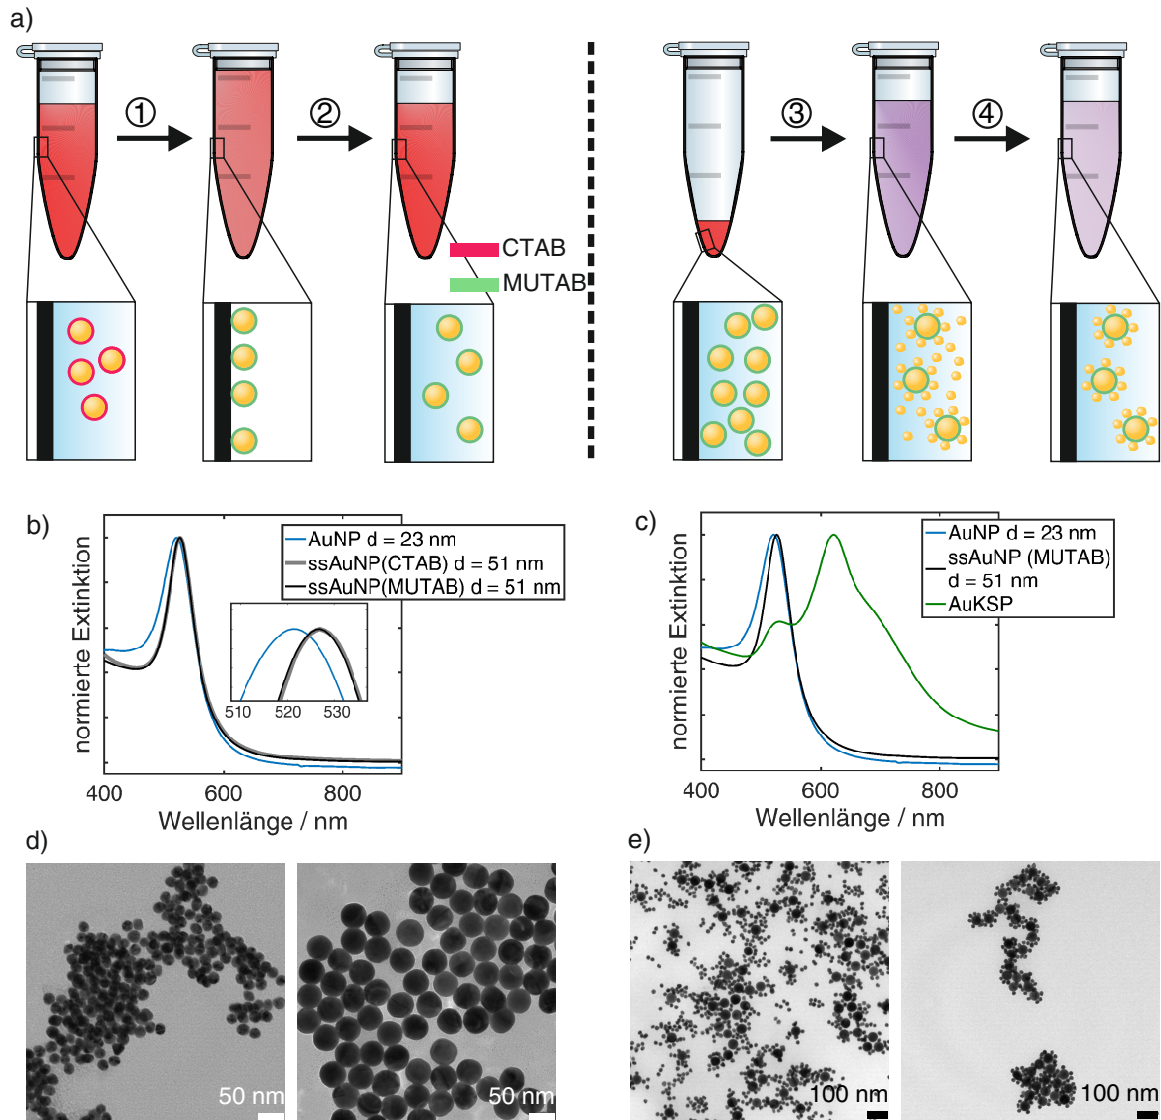 a)
1
2
3
4
CTAB
MUTAB
b)
AuNP d = 23 nm
ssAuNP(CTAB) d = 51 nm
ssAuNP(MUTAB) d = 51 nm
normierte Extinktion
510 520 530
400 600 800
Wellenlänge / nm
c)
AuNP d = 23 nm
ssAuNP (MUTAB)
d = 51 nm
AuKSP
normierte Extinktion
400 600 800
Wellenlänge / nm
d)
50 nm
50 nm
e)
100 nm
100 nm